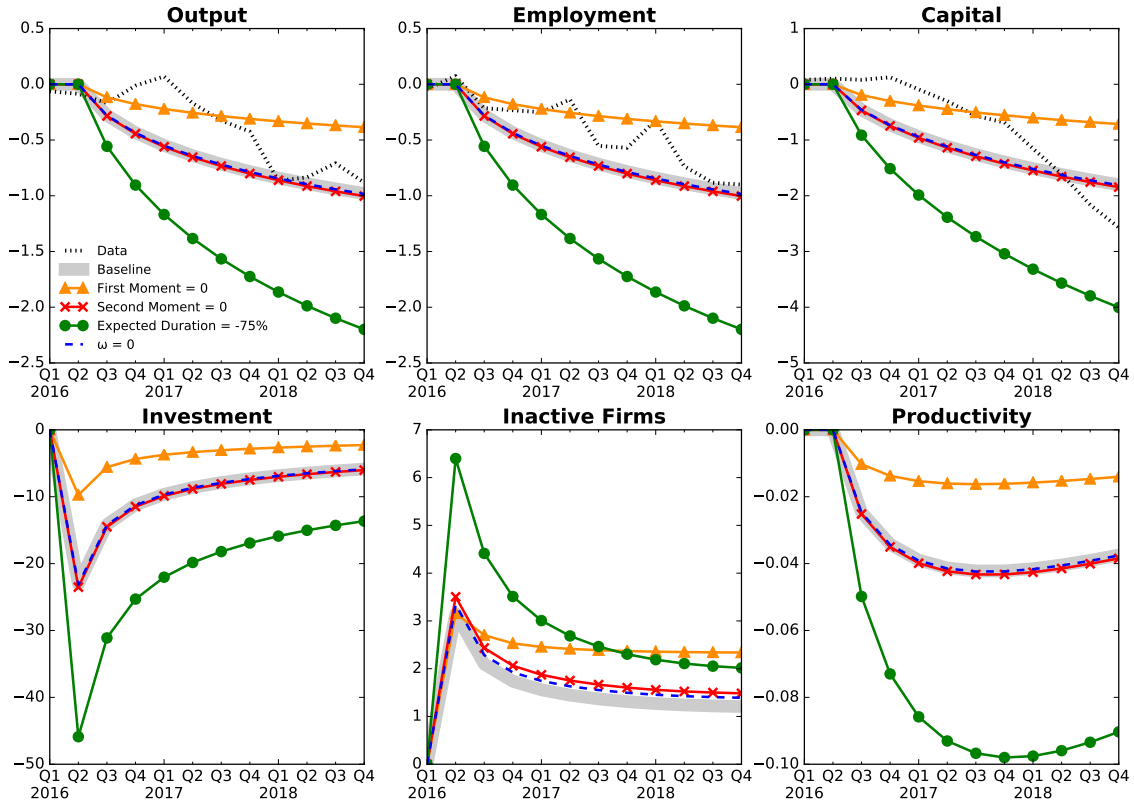 Output
Employment
Capital
0.5
0.0
−0.5
−1.0
−1.5
−2.0
−2.5
Data
Baseline
First Moment = 0
Second Moment = 0
Expected Duration = -75%
ω = 0
Q1 Q2 Q3 Q4 Q1 Q2 Q3 Q4 Q1 Q2 Q3 Q4
2016 2017 2018
0.5
0.0
−0.5
−1.0
−1.5
−2.0
−2.5
Q1 Q2 Q3 Q4 Q1 Q2 Q3 Q4 Q1 Q2 Q3 Q4
2016 2017 2018
1
0
−1
−2
−3
−4
−5
Q1 Q2 Q3 Q4 Q1 Q2 Q3 Q4 Q1 Q2 Q3 Q4
2016 2017 2018
Investment
Inactive Firms
Productivity
0
−10
−20
−30
−40
−50
Q1 Q2 Q3 Q4 Q1 Q2 Q3 Q4 Q1 Q2 Q3 Q4
2016 2017 2018
7
6
5
4
3
2
1
0
Q1 Q2 Q3 Q4 Q1 Q2 Q3 Q4 Q1 Q2 Q3 Q4
2016 2017 2018
0.00
−0.02
−0.04
−0.06
−0.08
−0.10
Q1 Q2 Q3 Q4 Q1 Q2 Q3 Q4 Q1 Q2 Q3 Q4
2016 2017 2018